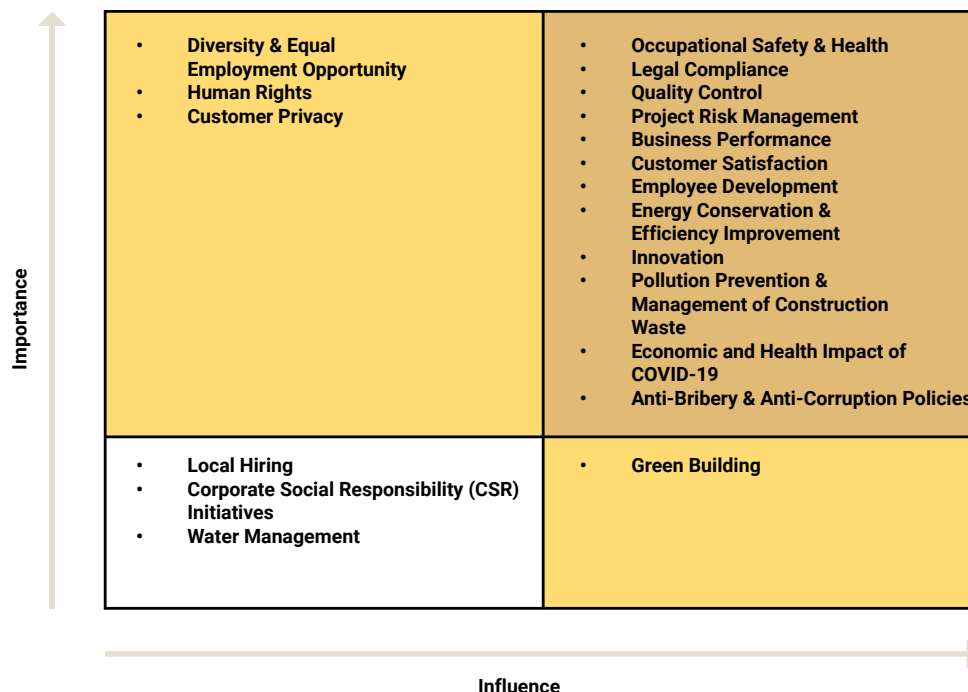 Importance
• Diversity & Equal
Employment Opportunity
• Human Rights
• Customer Privacy
• Occupational Safety & Health
• Legal Compliance
• Quality Control
• Project Risk Management
• Business Performance
• Customer Satisfaction
• Employee Development
• Energy Conservation &
Efficiency Improvement
• Innovation
• Pollution Prevention &
Management of Construction
Waste
• Economic and Health Impact of
COVID-19
• Anti-Bribery & Anti-Corruption Policies
• Local Hiring
• Corporate Social Responsibility (CSR)
Initiatives
• Water Management
• Green Building
Influence